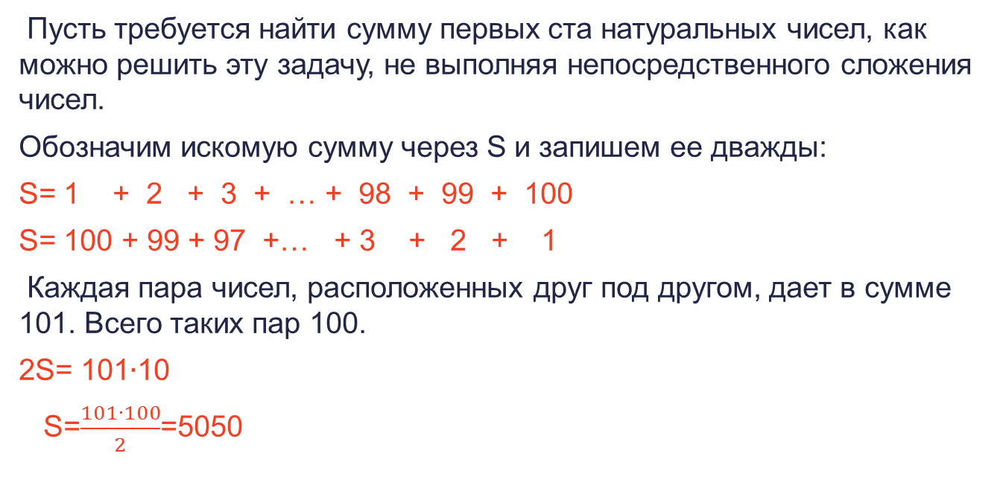 Пусть требуется найти сумму первых ста натуральных чисел, как
можно решить эту задачу, не выполняя непосредственного сложения
чисел.
Обозначим искомую сумму через S и запишем ее дважды:
S= 1 + 2 + 3 + … + 98 + 99 + 100
S= 100 + 99 + 97 +… + 3 + 2 + 1
Каждая пара чисел, расположенных друг под другом, дает в сумме
101. Всего таких пар 100.
2S= 101·10
S=101·100/2=5050